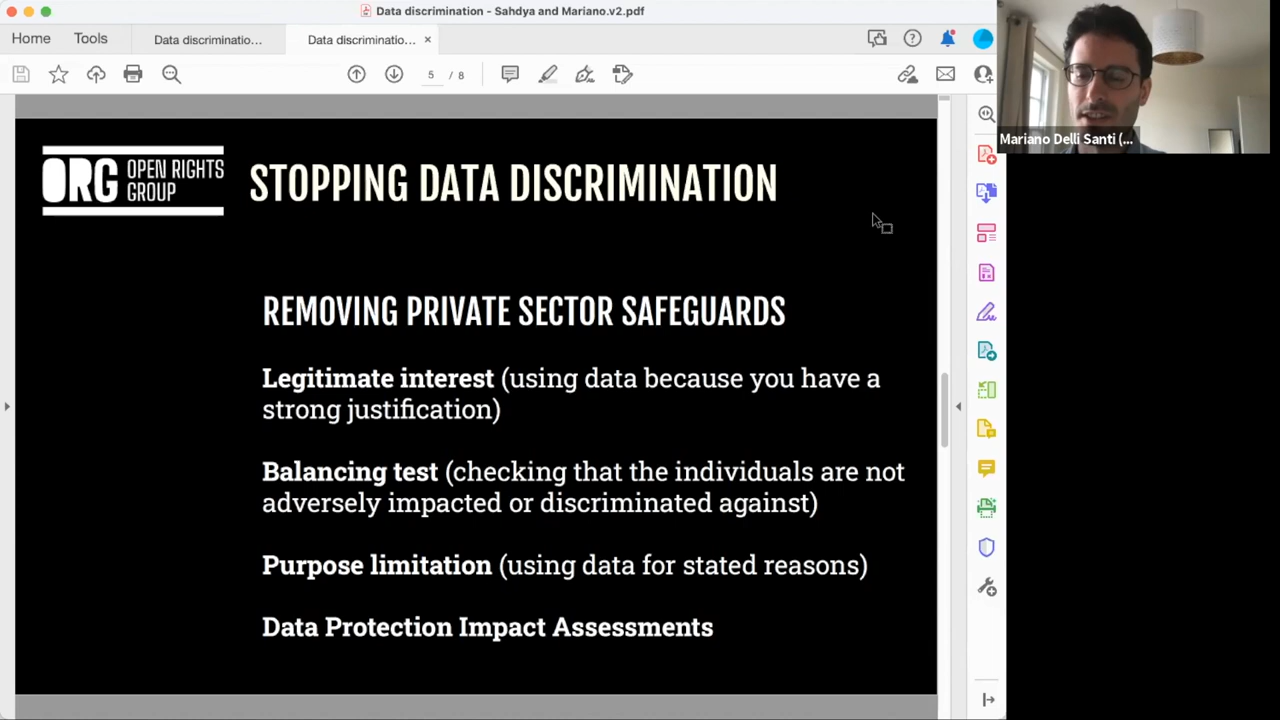 Data discrimination - Sahdya and Mariano.v2.pdf
Home
Tools
Data discriminatio...
Data discriminatio...
5 / 8
Mariano Delli Santi (...
ORG OPEN RIGHTS
GROUP
STOPPING DATA DISCRIMINATION
REMOVING PRIVATE SECTOR SAFEGUARDS
Legitimate interest (using data because you have a
strong justification)
Balancing test (checking that the individuals are not
adversely impacted or discriminated against)
Purpose limitation (using data for stated reasons)
Data Protection Impact Assessments